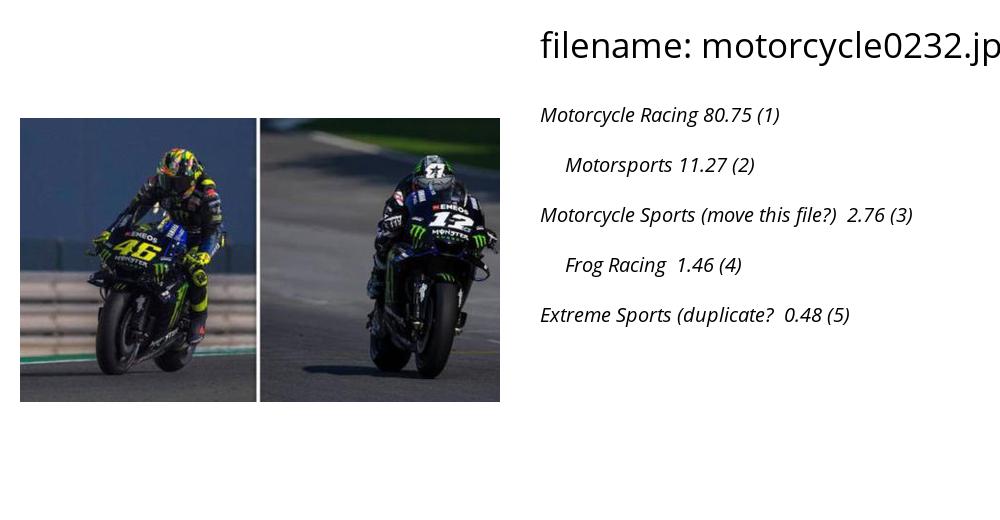 filename: motorcycle0232.jp
Motorcycle Racing 80.75 (1)
Motorsports 11.27 (2)
Motorcycle Sports (move this file?) 2.76 (3)
Frog Racing 1.46 (4)
Extreme Sports (duplicate? 0.48 (5)
ENEOS
46
MONSTER
YAMAHA
ENEOS
12
MONSTER